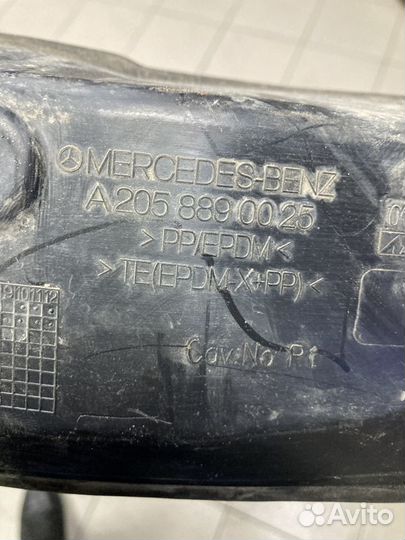 MERCEDES-BENZ
A 205 889 00 25
>PP/EPDM<
>TE(EPDM-X+PP)<
Cav.No P1
Avito